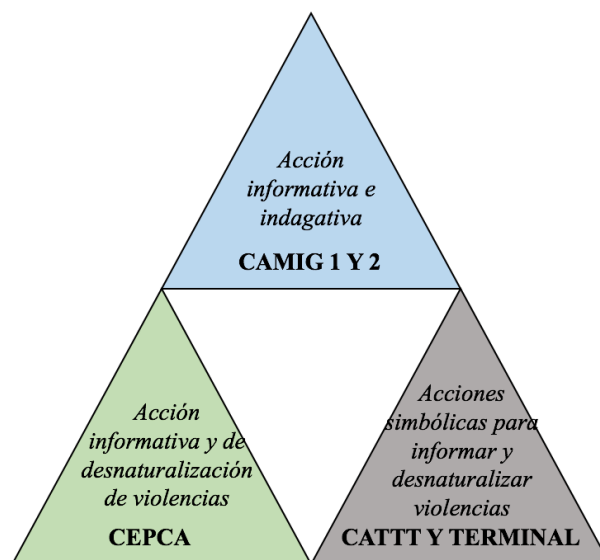 Acción
informativa e
indagativa
CAMIG 1 Y 2
Acción
informativa y de
desnaturalización
de violencias
CEPCA
Acciones
simbólicas para
informar y
desnaturalizar
violencias
CATTT Y TERMINAL